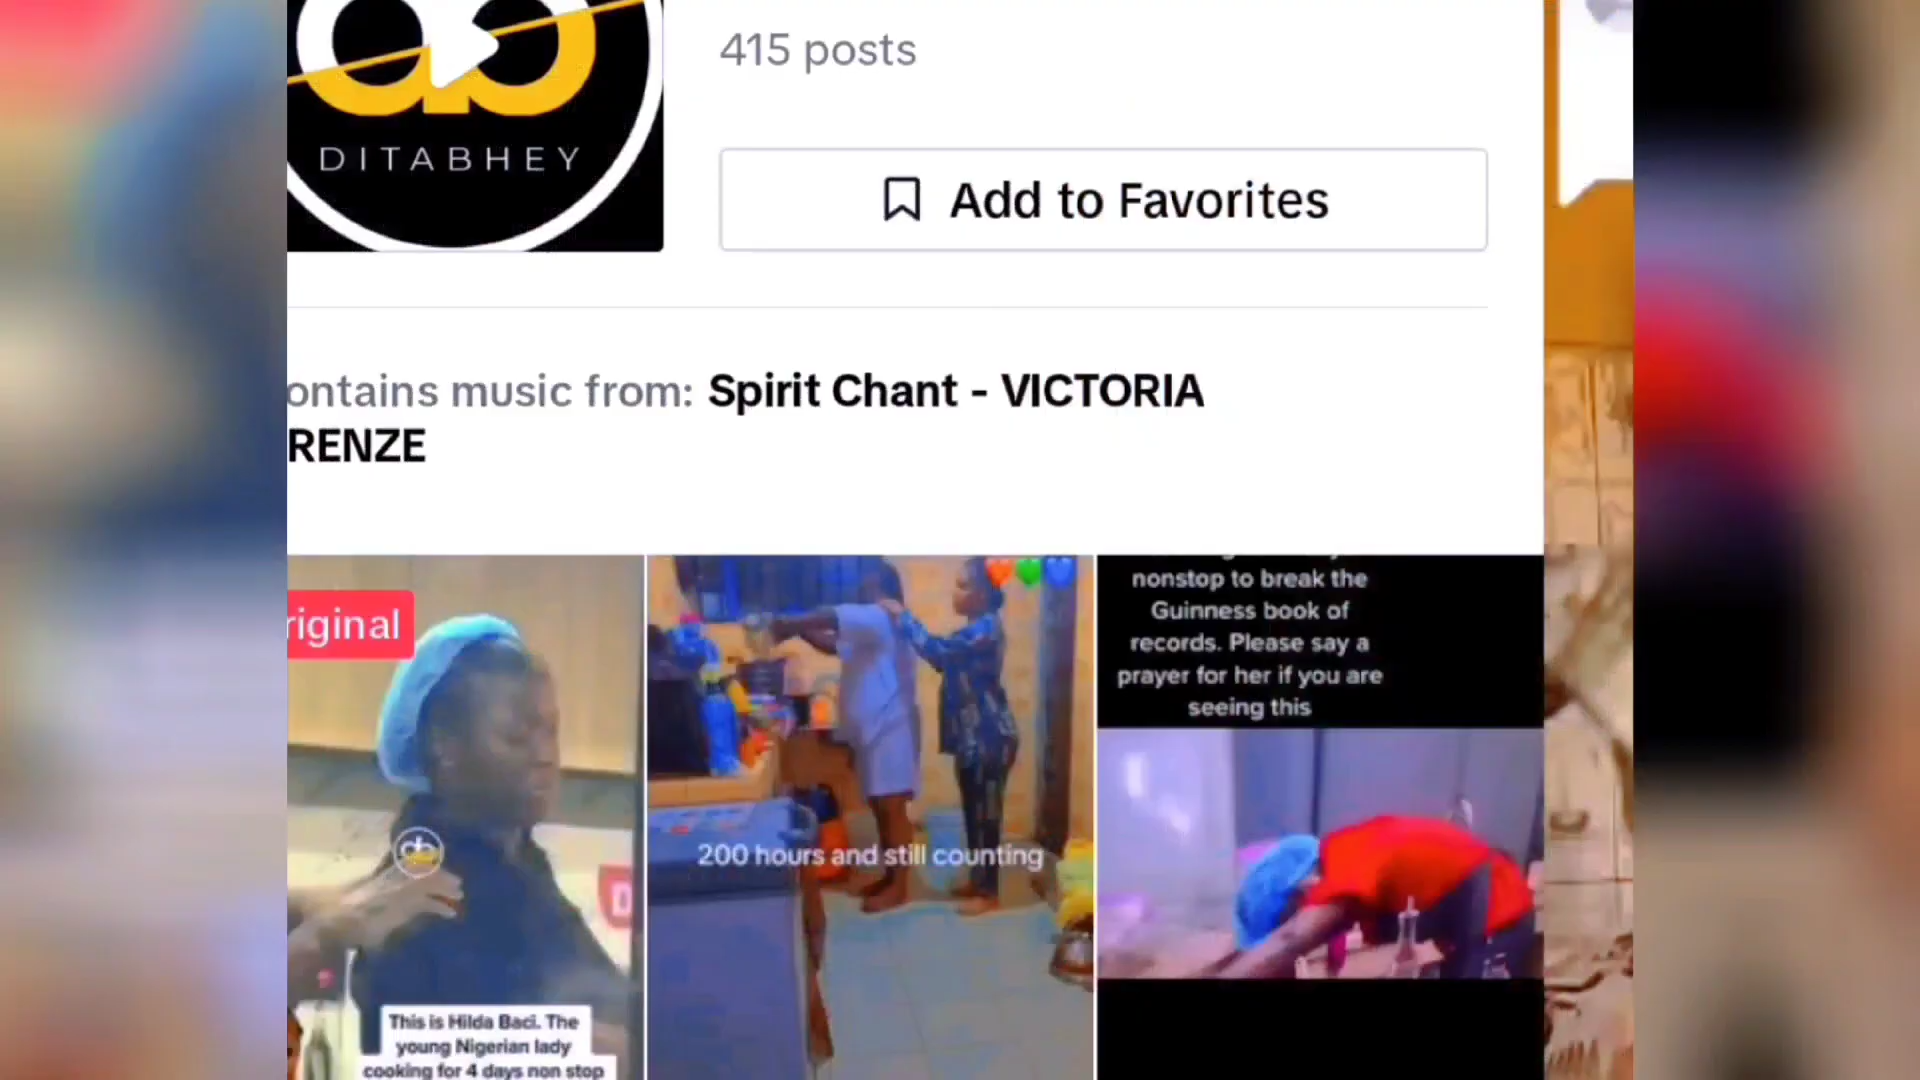 415 posts
DITABHEY
Add to Favorites
ontains music from: Spirit Chant - VICTORIA
RENZE
riginal
nonstop to break the
Guinness book of
records. Please say a
prayer for her if you are
seeing this
200 hours and still counting
This is Hilda Baci. The
young Nigerian lady
cooking for 4 days non stop